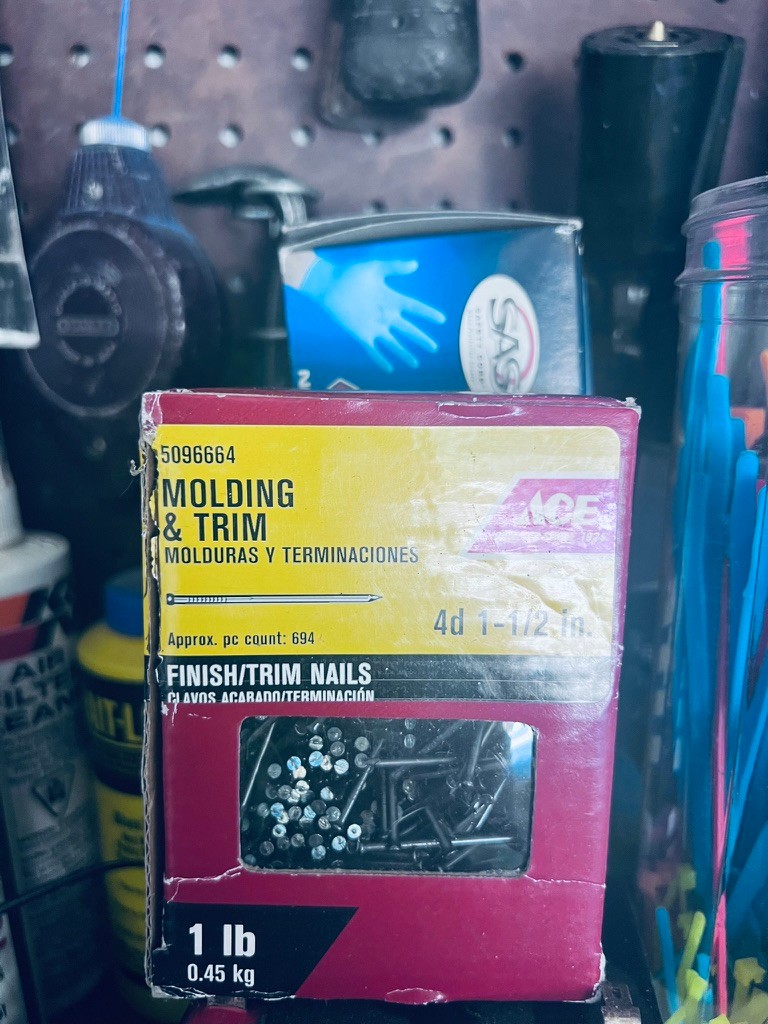 SAS
5096664
MOLDING
& TRIM
MOLDURAS Y TERMINACIONES
ACE
4d 1-1/2 in.
Approx. pc count: 694
FINISH/TRIM NAILS
CLAVOS ACABADO/TERMINACIÓN
1 lb
0.45 kg
AIR